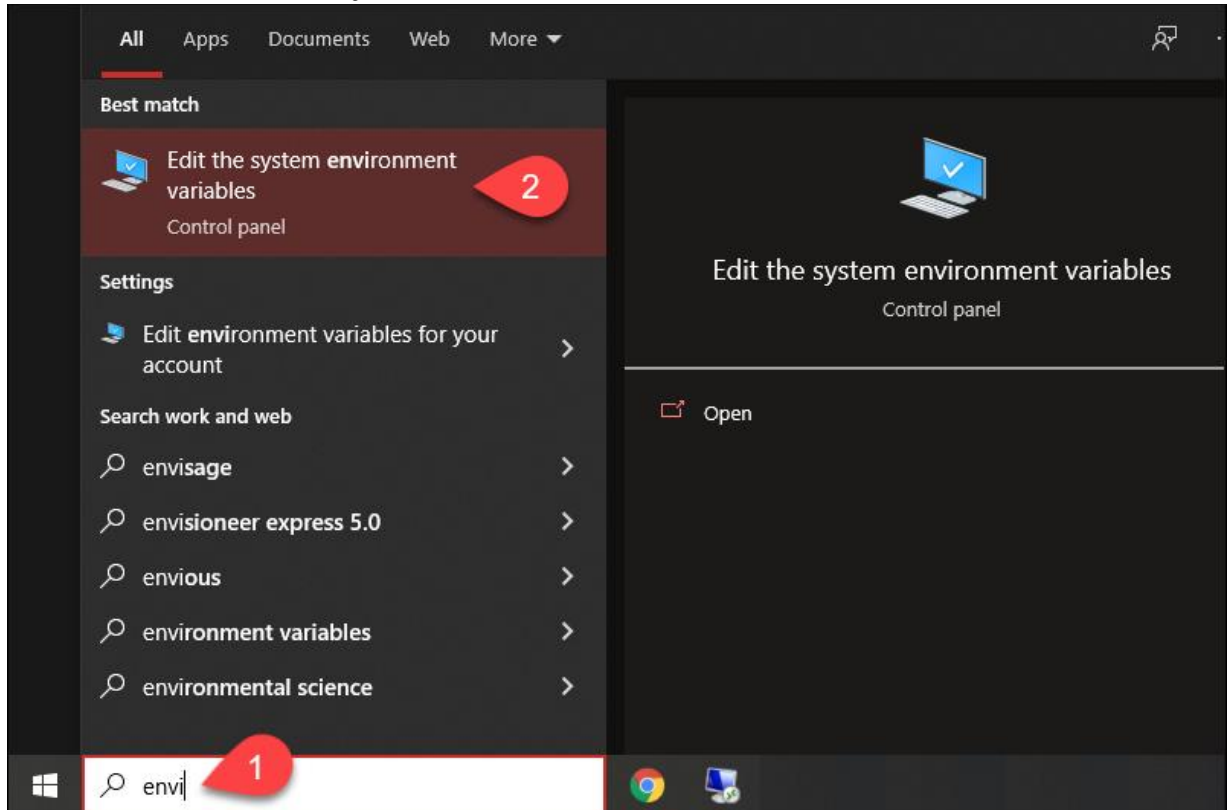 All Apps Documents Web More
Best match
Edit the system environment
variables
Control panel
2
Settings
Edit environment variables for your
account
Search work and web
envisage
envisioneer express 5.0
envious
environment variables
environmental science
envi
1
Edit the system environment variables
Control panel
Open